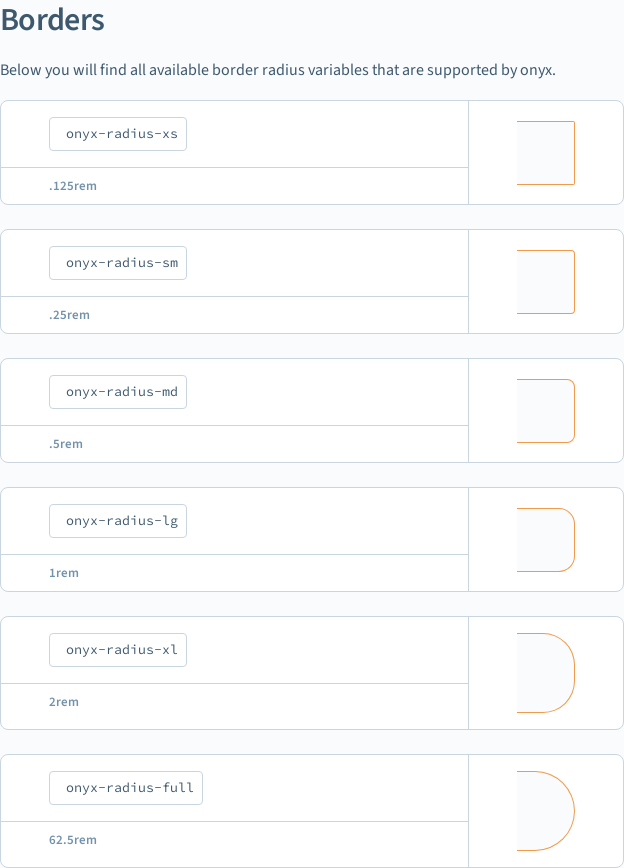 Borders
Below you will find all available border radius variables that are supported by onyx.
onyx-radius-xs
.125rem
onyx-radius-sm
.25rem
onyx-radius-md
.5rem
onyx-radius-lg
1rem
onyx-radius-xl
2rem
onyx-radius-full
62.5rem